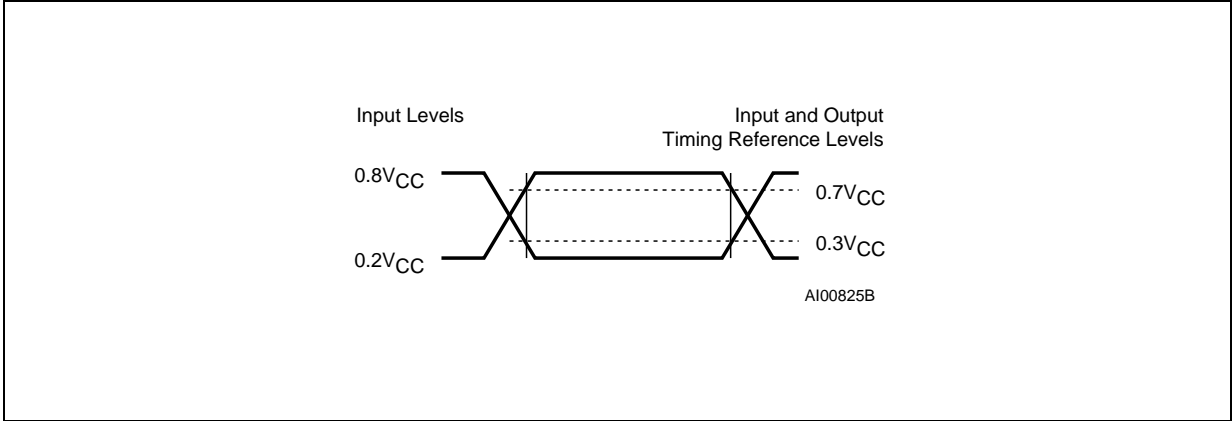 Input Levels
Input and Output
Timing Reference Levels
0.8VCC
0.7VCC
0.3VCC
0.2VCC
AI00825B